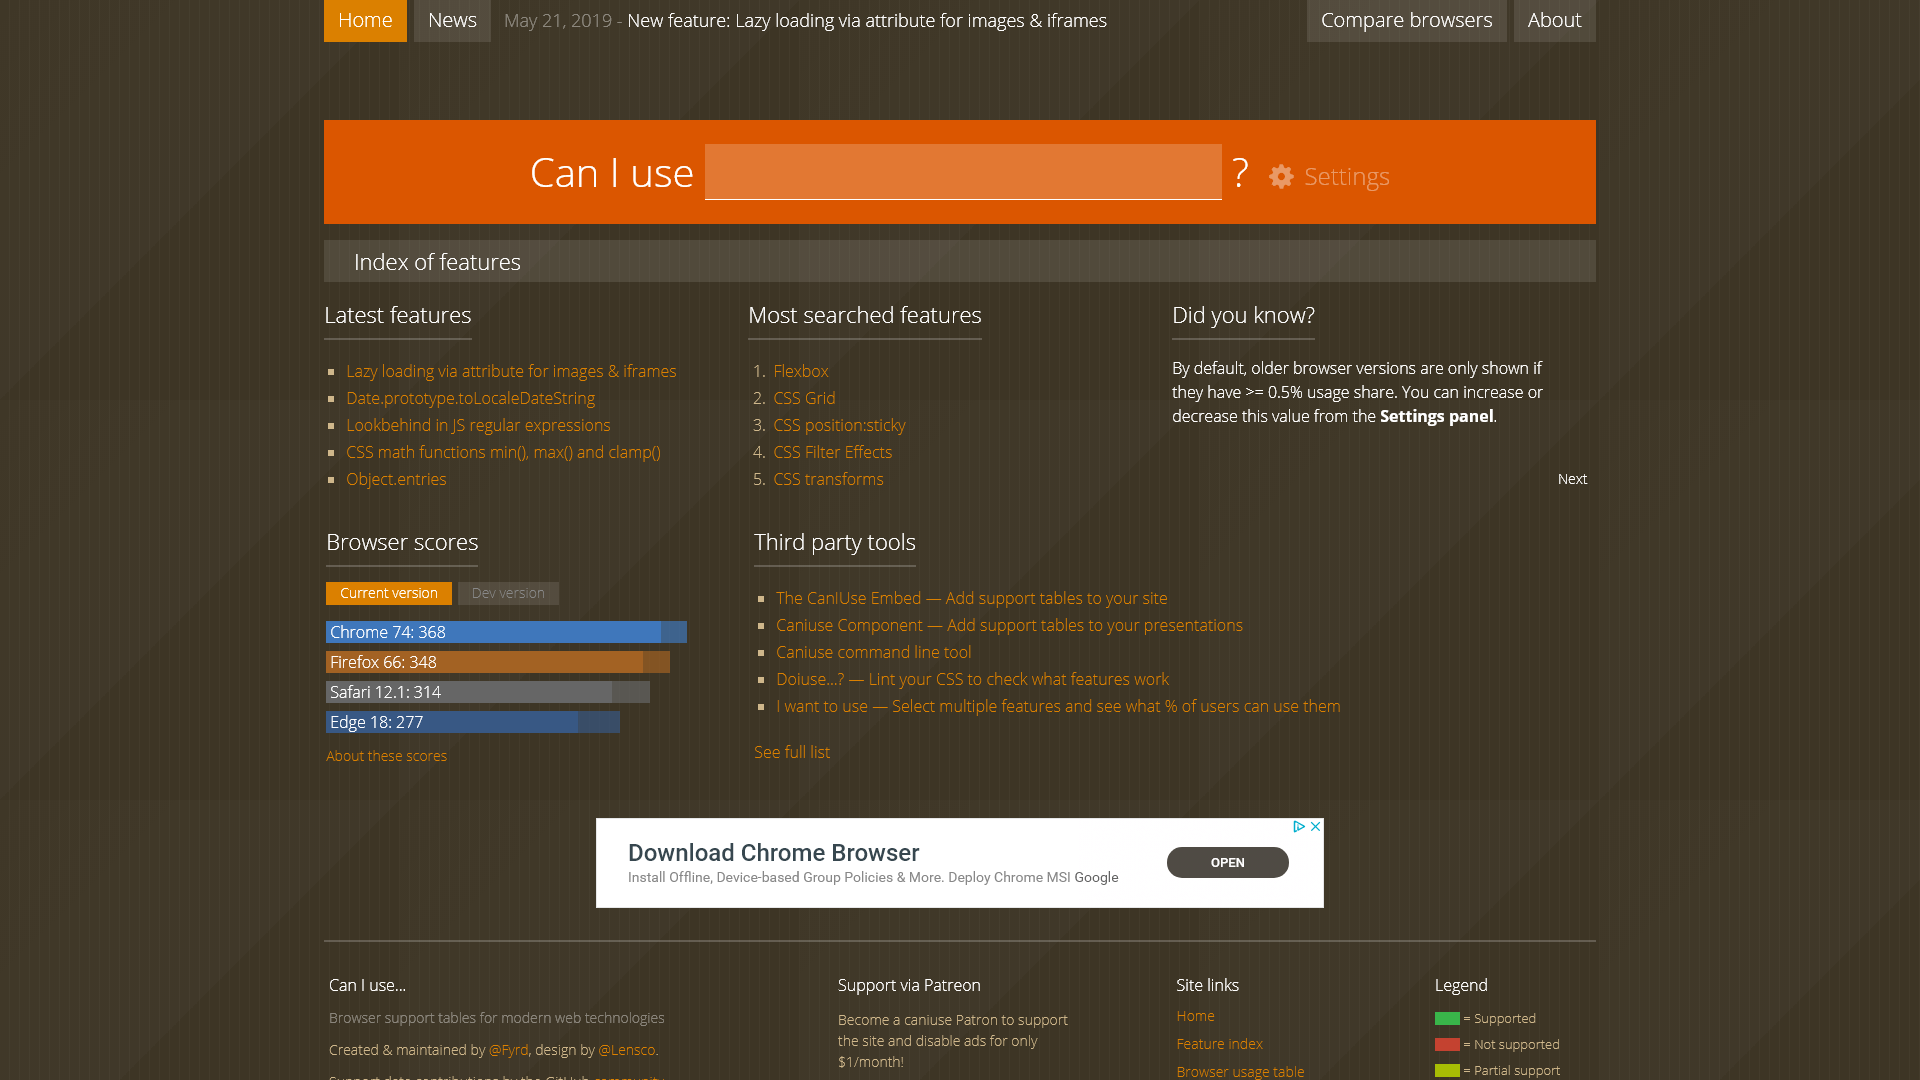 Home News May 21, 2019 - New feature: Lazy loading via attribute for images & iframes Compare browsers About
Can I use ? Settings
Index of features
Latest features
Lazy loading via attribute for images & iframes
Date.prototype.toLocaleDateString
Lookbehind in JS regular expressions
CSS math functions min(), max() and clamp()
Object.entries
Most searched features
1. Flexbox
2. CSS Grid
3. CSS position:sticky
4. CSS Filter Effects
5. CSS transforms
Did you know?
By default, older browser versions are only shown if
they have >= 0.5% usage share. You can increase or
decrease this value from the Settings panel.
Next
Browser scores
Current version Dev version
Chrome 74: 368
Firefox 66: 348
Safari 12.1: 314
Edge 18: 277
About these scores
Third party tools
The CanIUse Embed — Add support tables to your site
Caniuse Component — Add support tables to your presentations
Caniuse command line tool
Doiuse...? — Lint your CSS to check what features work
I want to use — Select multiple features and see what % of users can use them
See full list
Download Chrome Browser
Install Offline, Device-based Group Policies & More. Deploy Chrome MSI Google
OPEN
Can I use...
Browser support tables for modern web technologies
Created & maintained by @Fyrd, design by @Lensco.
Support data contributions by the GitHub community
Support via Patreon
Become a caniuse Patron to support
the site and disable ads for only
$1/month!
Site links
Home
Feature index
Browser usage table
Legend
= Supported
= Not supported
= Partial support